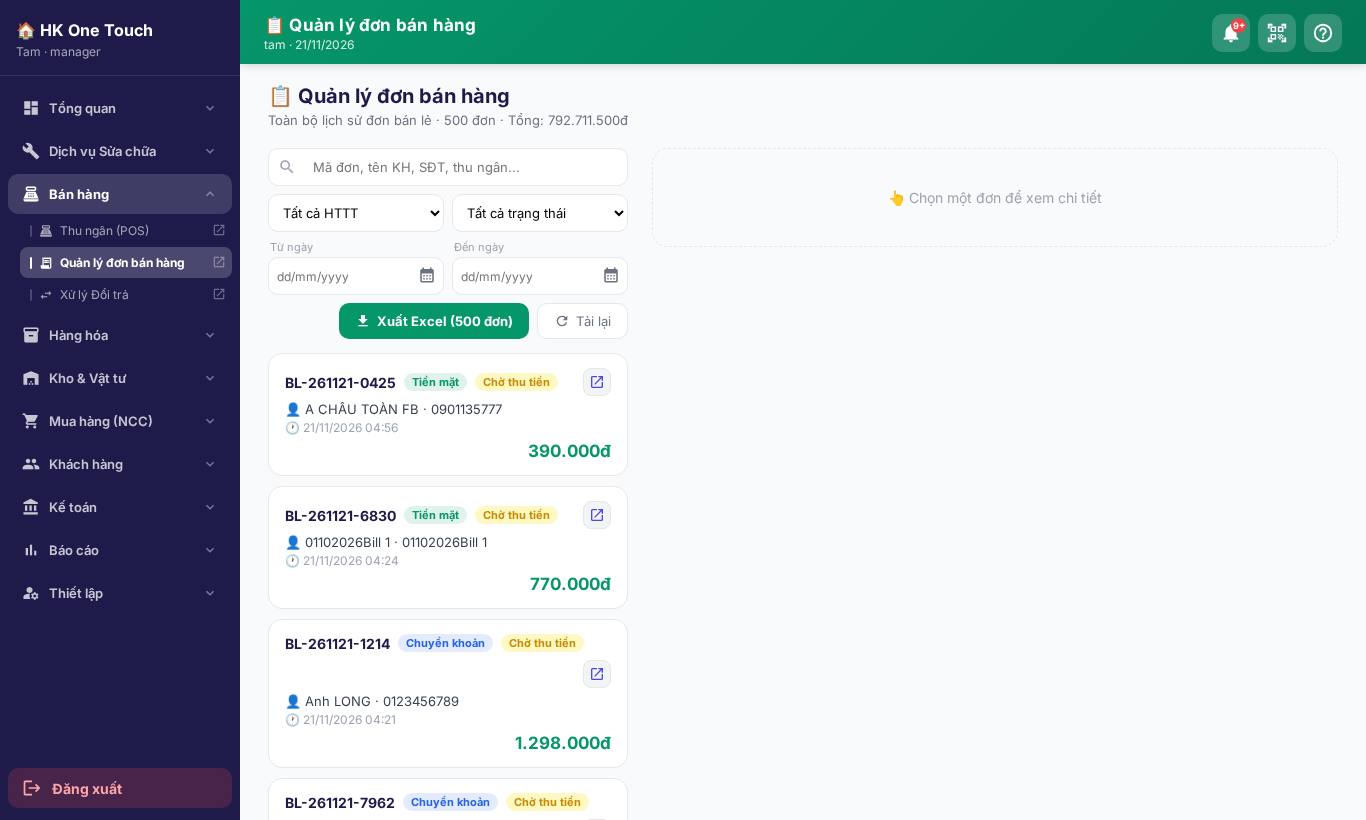 🏠 HK One Touch
Tam · manager
Tổng quan
Dịch vụ Sửa chữa
Bán hàng
Thu ngân (POS)
Quản lý đơn bán hàng
Xử lý Đổi trả
Hàng hóa
Kho & Vật tư
Mua hàng (NCC)
Khách hàng
Kế toán
Báo cáo
Thiết lập
Đăng xuất
📋 Quản lý đơn bán hàng
tam · 21/11/2026
9+
📋 Quản lý đơn bán hàng
Toàn bộ lịch sử đơn bán lẻ · 500 đơn · Tổng: 792.711.500đ
Mã đơn, tên KH, SĐT, thu ngân...
Tất cả HTTT
Tất cả trạng thái
Từ ngày
Đến ngày
dd/mm/yyyy
dd/mm/yyyy
Xuất Excel (500 đơn)
Tải lại
BL-261121-0425 Tiền mặt Chờ thu tiền
👤 A CHÂU TOÀN FB · 0901135777
🕐 21/11/2026 04:56
390.000đ
BL-261121-6830 Tiền mặt Chờ thu tiền
👤 01102026Bill 1 · 01102026Bill 1
🕐 21/11/2026 04:24
770.000đ
BL-261121-1214 Chuyển khoản Chờ thu tiền
👤 Anh LONG · 0123456789
🕐 21/11/2026 04:21
1.298.000đ
BL-261121-7962 Chuyển khoản Chờ thu tiền
👆 Chọn một đơn để xem chi tiết